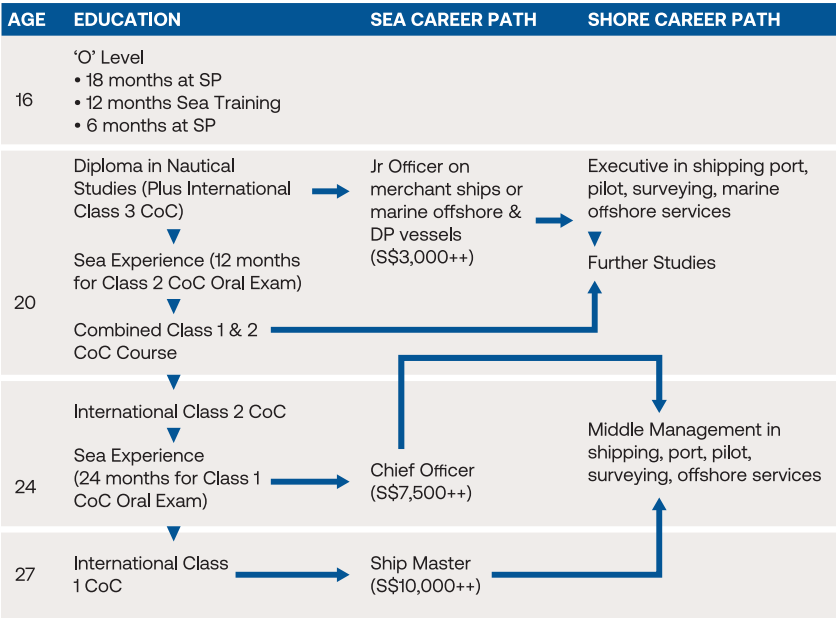 AGE EDUCATION SEA CAREER PATH SHORE CAREER PATH
16
‘O’ Level
• 18 months at SP
• 12 months Sea Training
• 6 months at SP
20
Diploma in Nautical
Studies (Plus International
Class 3 CoC)
Sea Experience (12 months
for Class 2 CoC Oral Exam)
Combined Class 1 & 2
CoC Course
Jr Officer on
merchant ships or
marine offshore &
DP vessels
(S$3,000++)
Executive in shipping port,
pilot, surveying, marine
offshore services
Further Studies
24
International Class 2 CoC
Sea Experience
(24 months for Class 1
CoC Oral Exam)
Chief Officer
(S$7,500++)
Middle Management in
shipping, port, pilot,
surveying, offshore services
27
International Class
1 CoC
Ship Master
(S$10,000++)